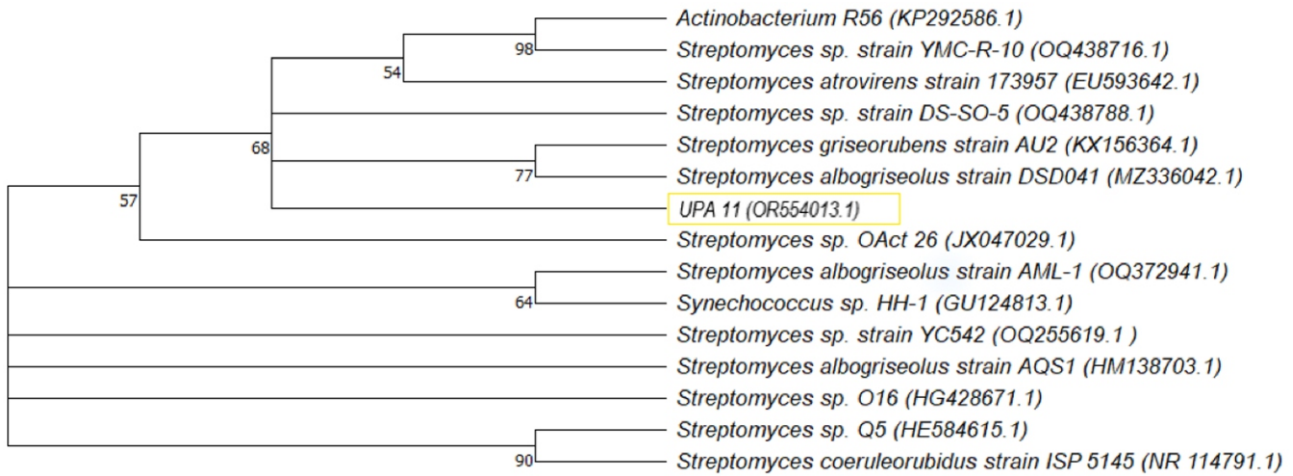 Actinobacterium R56 (KP292586.1)
98
Streptomyces sp. strain YMC-R-10 (OQ438716.1)
54
Streptomyces atrovirens strain 173957 (EU593642.1)
Streptomyces sp. strain DS-SO-5 (OQ438788.1)
68
Streptomyces griseorubens strain AU2 (KX156364.1)
77
Streptomyces albogriseolus strain DSD041 (MZ336042.1)
57
UPA 11 (OR554013.1)
Streptomyces sp. OAct 26 (JX047029.1)
Streptomyces albogriseolus strain AML-1 (OQ372941.1)
64
Synechococcus sp. HH-1 (GU124813.1)
Streptomyces sp. strain YC542 (OQ255619.1 )
Streptomyces albogriseolus strain AQS1 (HM138703.1)
Streptomyces sp. O16 (HG428671.1)
Streptomyces sp. Q5 (HE584615.1)
90
Streptomyces coeruleorubidus strain ISP 5145 (NR 114791.1)